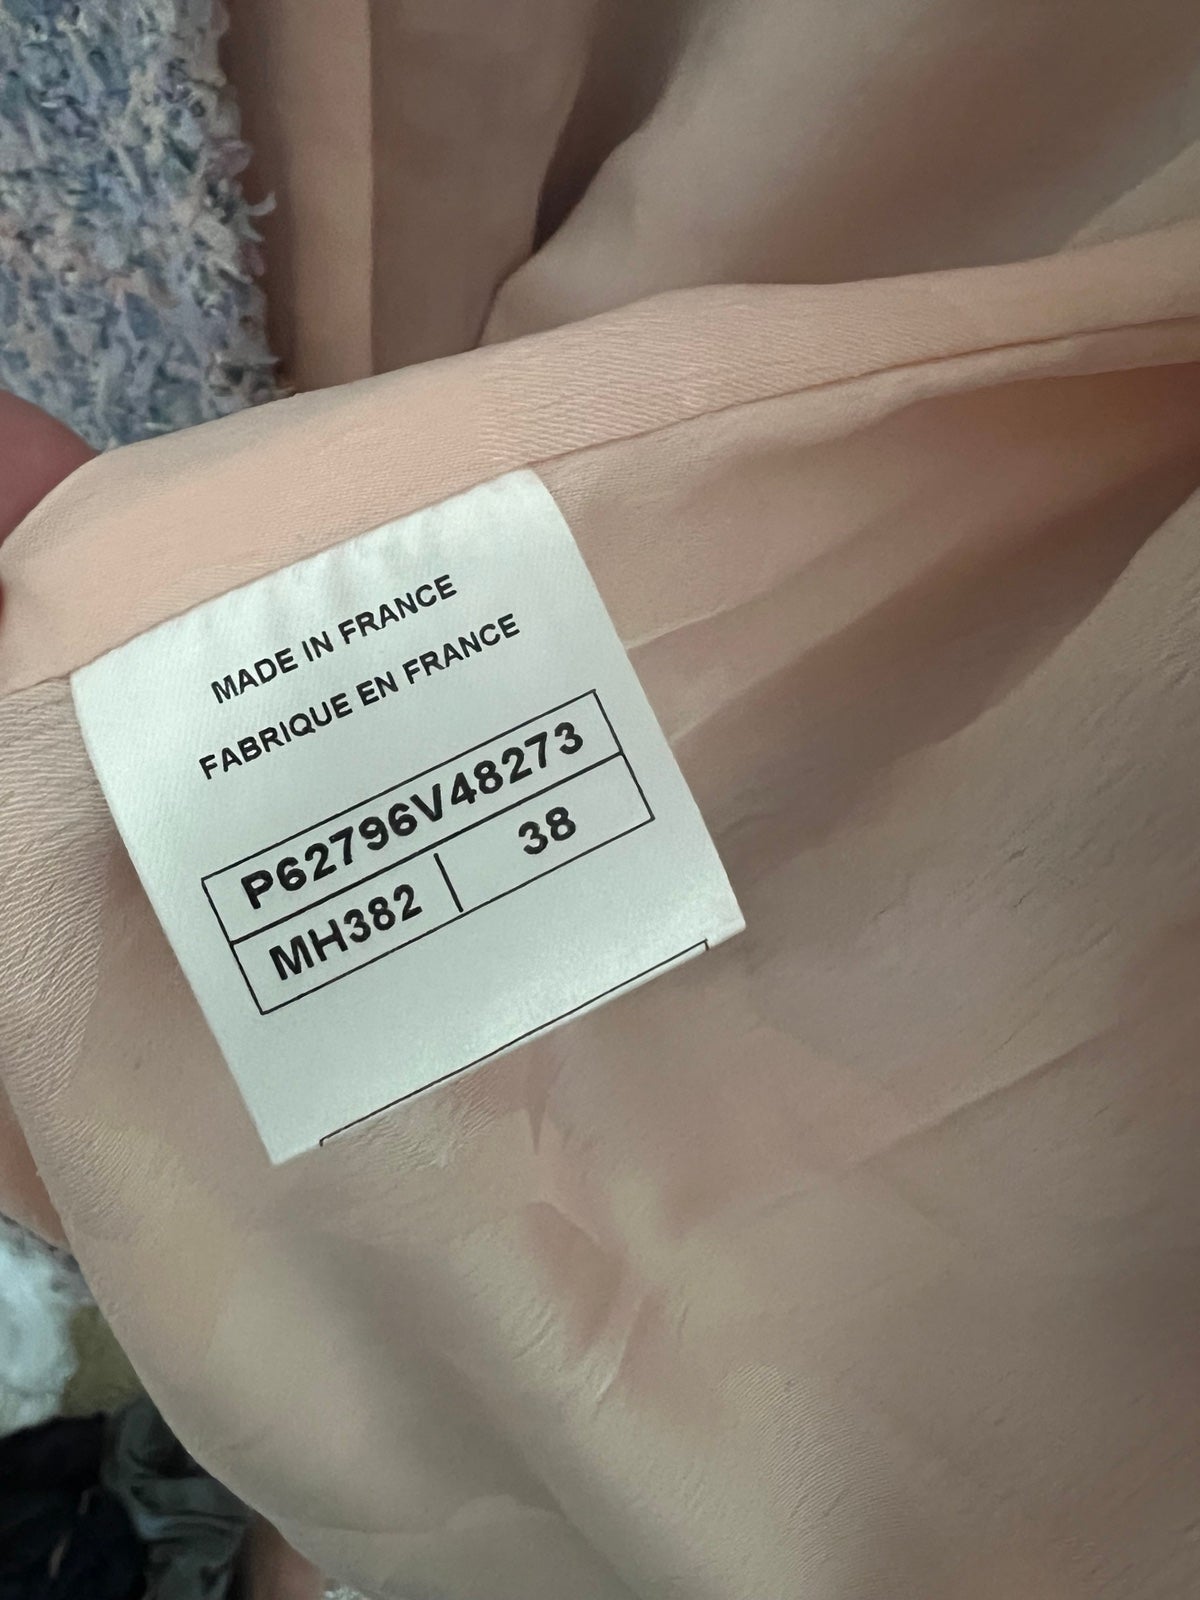 MADE IN FRANCE
FABRIQUE EN FRANCE
P62796V48273
MH382 38